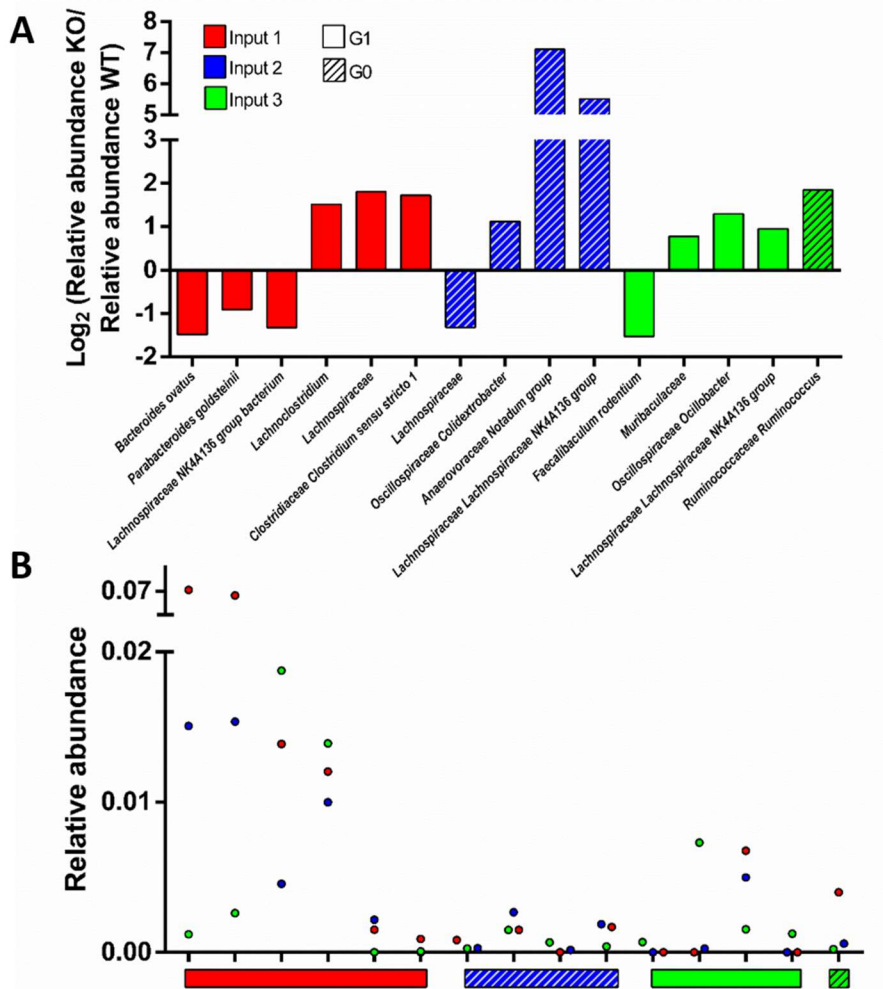 A
Log2 (Relative abundance KO/
Relative abundance WT)
8
7
6
5
3
2
1
0
-1
-2
Input 1
Input 2
Input 3
G1
G0
Bacteroides ovatus
Parabacteroides goldsteinii
Lachnospiraceae NK4A136 group bacterium
Lachnoclostridium
Lachnospiraceae
Clostridiaceae Clostridium sensu stricto 1
Lachnospiraceae
Oscillospiraceae Colidextrobacter
Anaerovoraceae Notadum group
Lachnospiraceae Lachnospiraceae NK4A136 group
Faecalibaculum rodentium
Muribaculaceae
Oscillospiraceae Ocillobacter
Lachnospiraceae Lachnospiraceae NK4A136 group
Ruminococcaceae Ruminococcus
B
Relative abundance
0.07
0.02
0.01
0.00